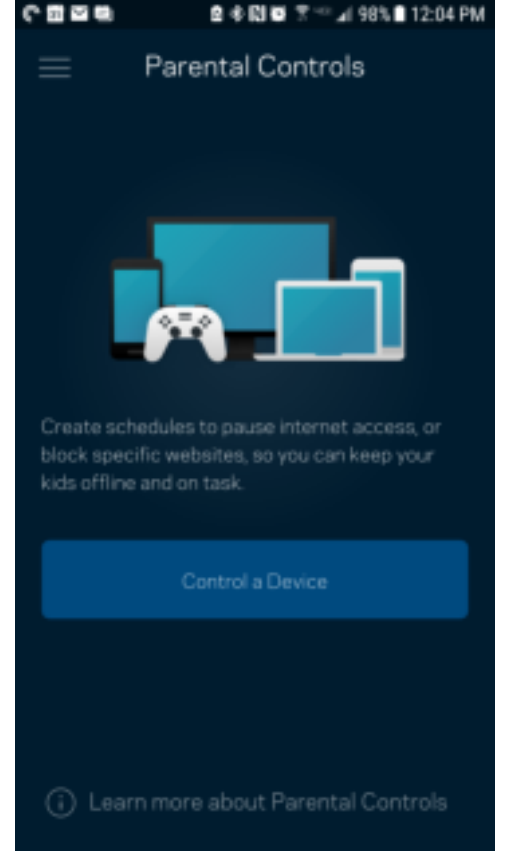 98% 12:04 PM
Parental Controls
Create schedules to pause internet access, or
block specific websites, so you can keep your
kids offline and on task.
Control a Device
Learn more about Parental Controls